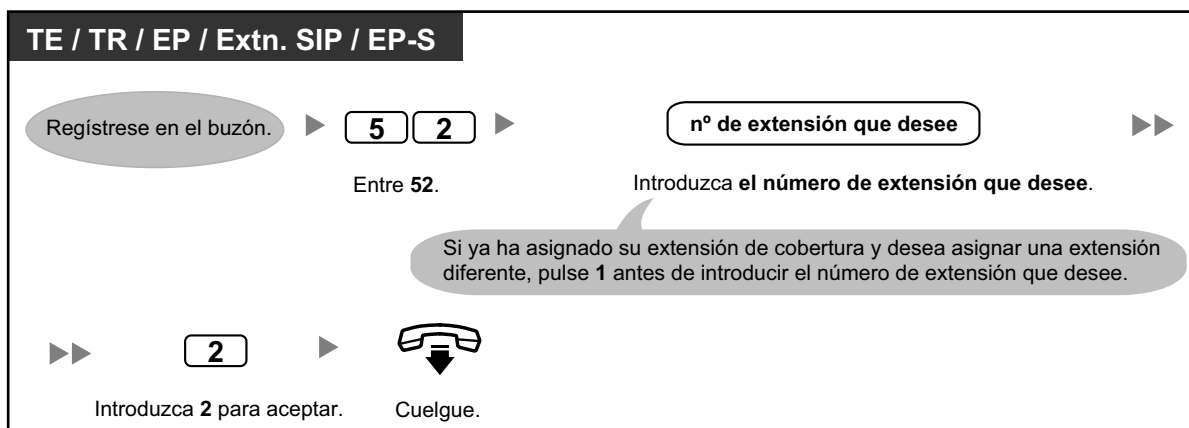 TE / TR / EP / Extn. SIP / EP-S
Regístrese en el buzón.
5 2
nº de extensión que desee
Entre 52.
Introduzca el número de extensión que desee.
Si ya ha asignado su extensión de cobertura y desea asignar una extensión
diferente, pulse 1 antes de introducir el número de extensión que desee.
2
Introduzca 2 para aceptar.
Cuelgue.